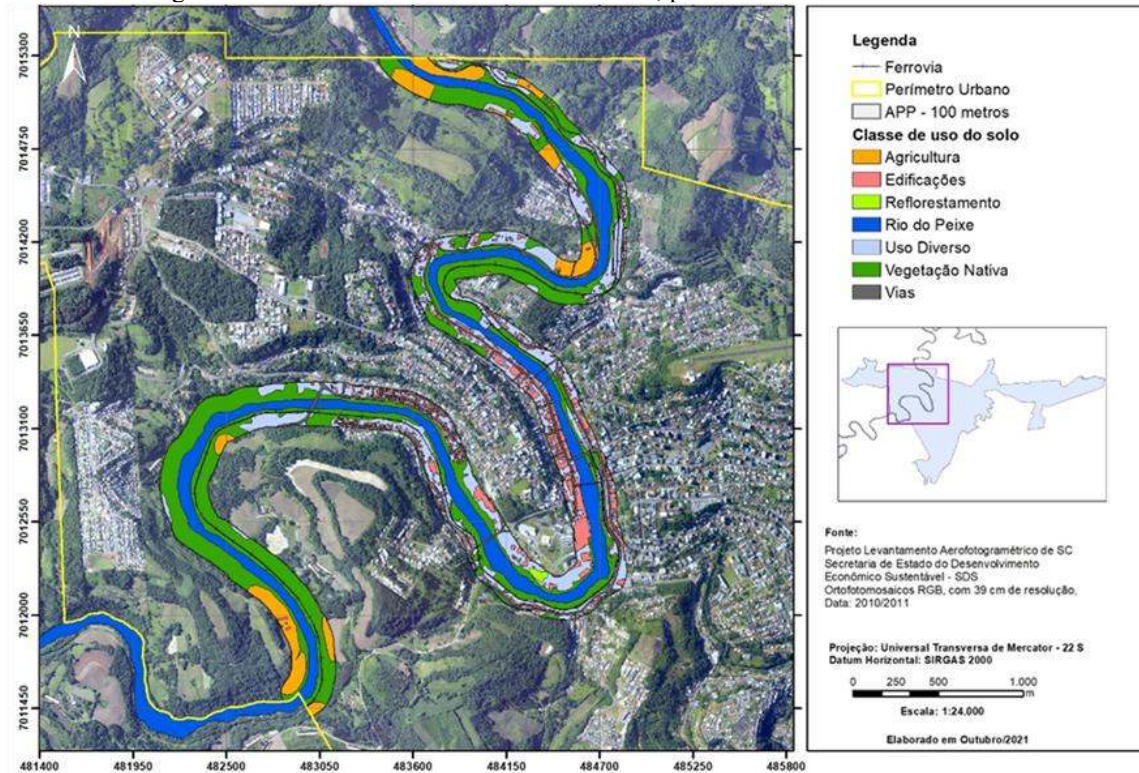 N
7015300
7014750
7014200
7013650
7013100
7012550
7012000
7011450
481400 481950 482500 483050 483600 484150 484700 485250 485800
Legenda
Ferrovia
Perímetro Urbano
APP - 100 metros
Classe de uso do solo
Agricultura
Edificações
Reflorestamento
Rio do Peixe
Uso Diverso
Vegetação Nativa
Vias
Fonte:
Projeto Levantamento Aerofotogramétrico de SC
Secretaria de Estado do Desenvolvimento
Econômico Sustentável - SDS
Ortofotomosaicos RGB, com 39 cm de resolução,
Data: 2010/2011
Projeção: Universal Transversa de Mercator - 22 S
Datum Horizontal: SIRGAS 2000
0 250 500 1.000
m
Escala: 1:24.000
Elaborado em Outubro/2021